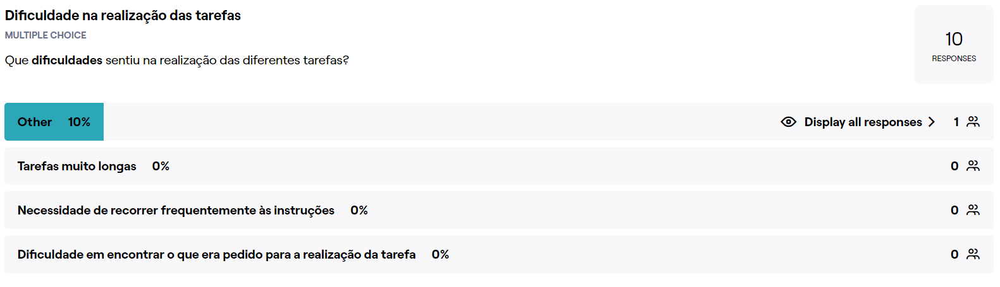 Dificuldade na realização das tarefas
MULTIPLE CHOICE
Que dificuldades sentiu na realização das diferentes tarefas?
10
RESPONSES
Other 10% Display all responses 1
Tarefas muito longas 0% 0
Necessidade de recorrer frequentemente às instruções 0% 0
Dificuldade em encontrar o que era pedido para a realização da tarefa 0% 0